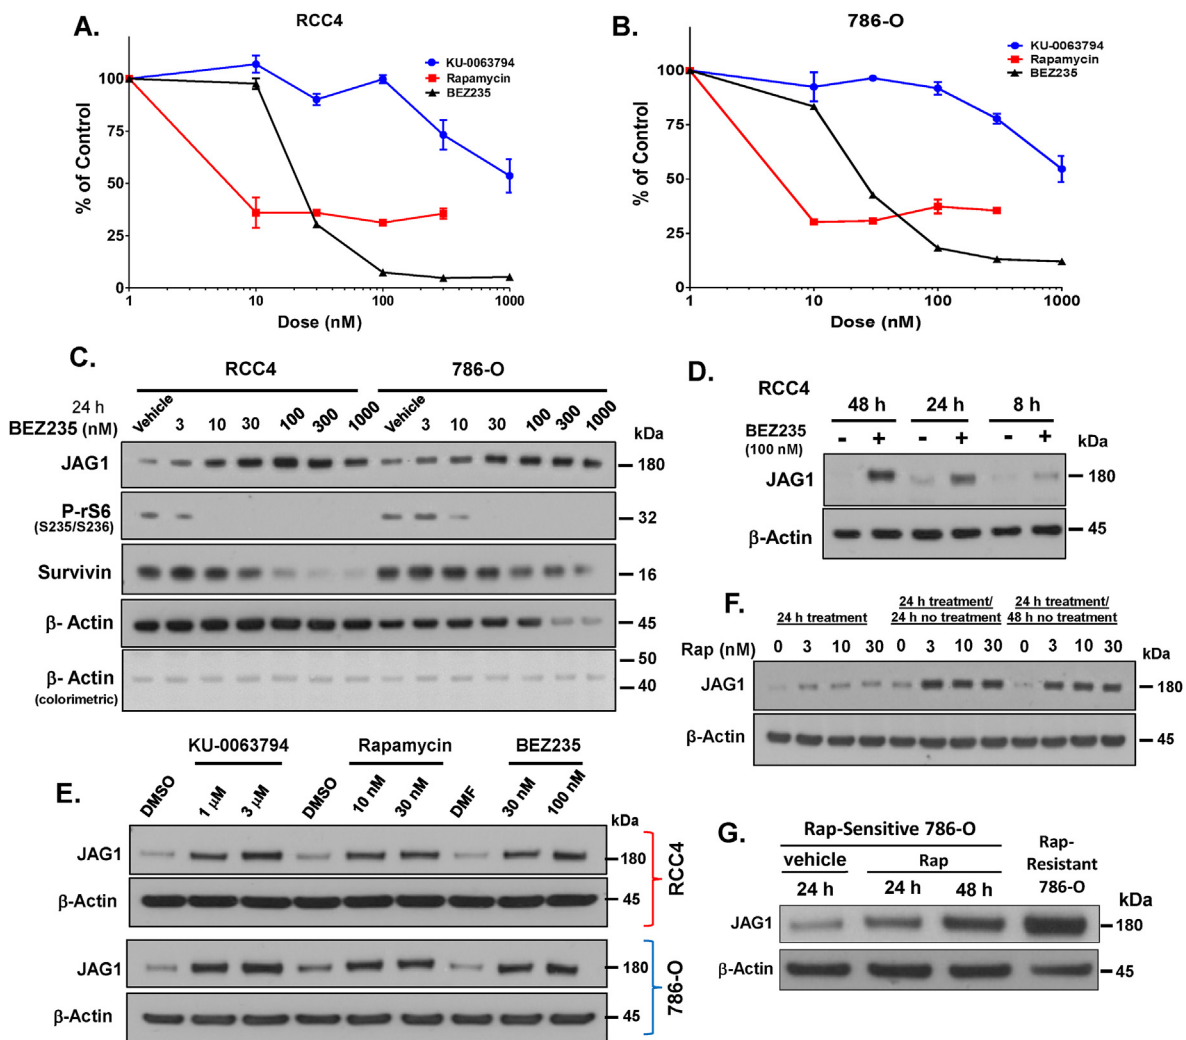 A.
RCC4
KU-0063794
Rapamycin
BEZ235
% of Control
100
75
50
25
0
1
10
100
1000
Dose (nM)
B.
786-O
KU-0063794
Rapamycin
BEZ235
% of Control
100
75
50
25
0
1
10
100
1000
Dose (nM)
C.
RCC4
786-O
24 h
BEZ235 (nM)
Vehicle 3 10 30 100 300 1000 Vehicle 3 10 30 100 300 1000
kDa
JAG1
180
P-rS6
(S235/S236)
32
Survivin
16
β- Actin
45
β- Actin
(colorimetric)
50
40
D.
RCC4
48 h 24 h 8 h
BEZ235
(100 nM)
- + - + - +
kDa
JAG1
180
β-Actin
45
E.
KU-0063794 Rapamycin BEZ235
DMSO 1 μM 3 μM DMSO 10 nM 30 nM DMF 30 nM 100 nM
kDa
JAG1
180
β-Actin
45
RCC4
JAG1
180
β-Actin
45
786-O
F.
24 h treatment
24 h treatment/
24 h no treatment
24 h treatment/
48 h no treatment
Rap (nM) 0 3 10 30 0 3 10 30 0 3 10 30
kDa
JAG1
180
β-Actin
45
G.
Rap-Sensitive 786-O
Rap-
Resistant
786-O
vehicle Rap
24 h 24 h 48 h
kDa
JAG1
180
β-Actin
45